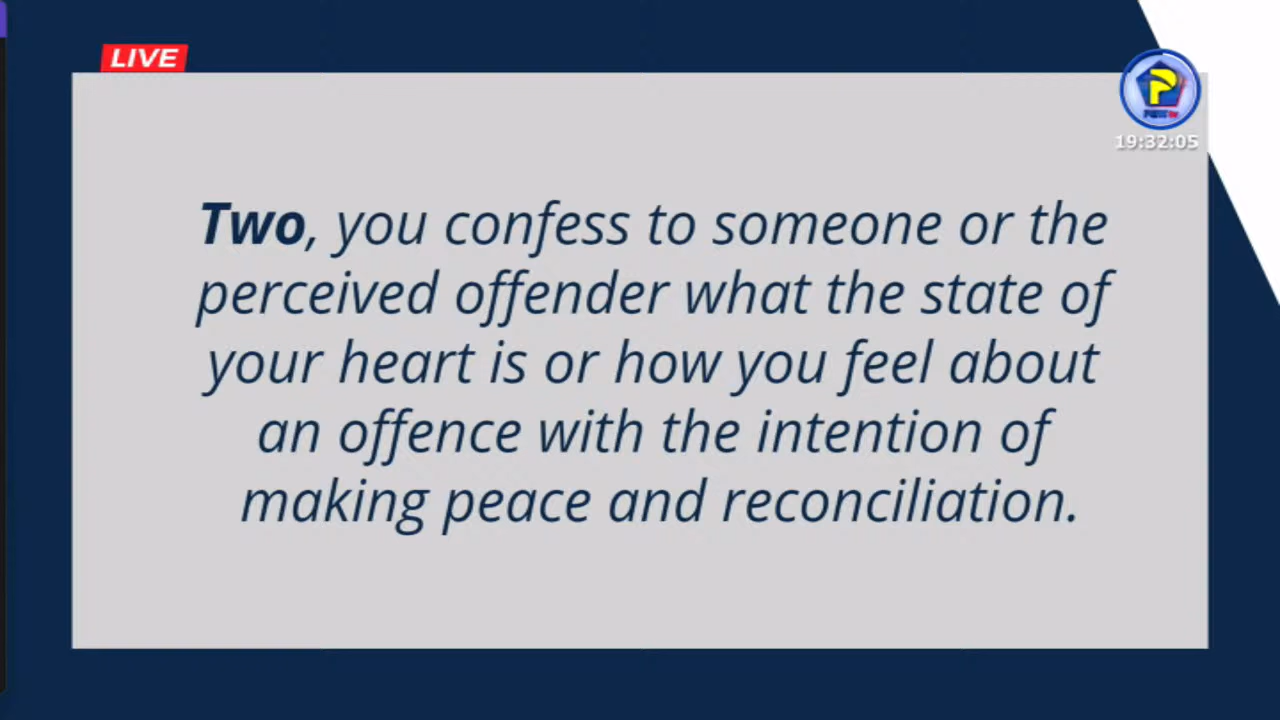 LIVE
19:32:05
Two, you confess to someone or the
perceived offender what the state of
your heart is or how you feel about
an offence with the intention of
making peace and reconciliation.